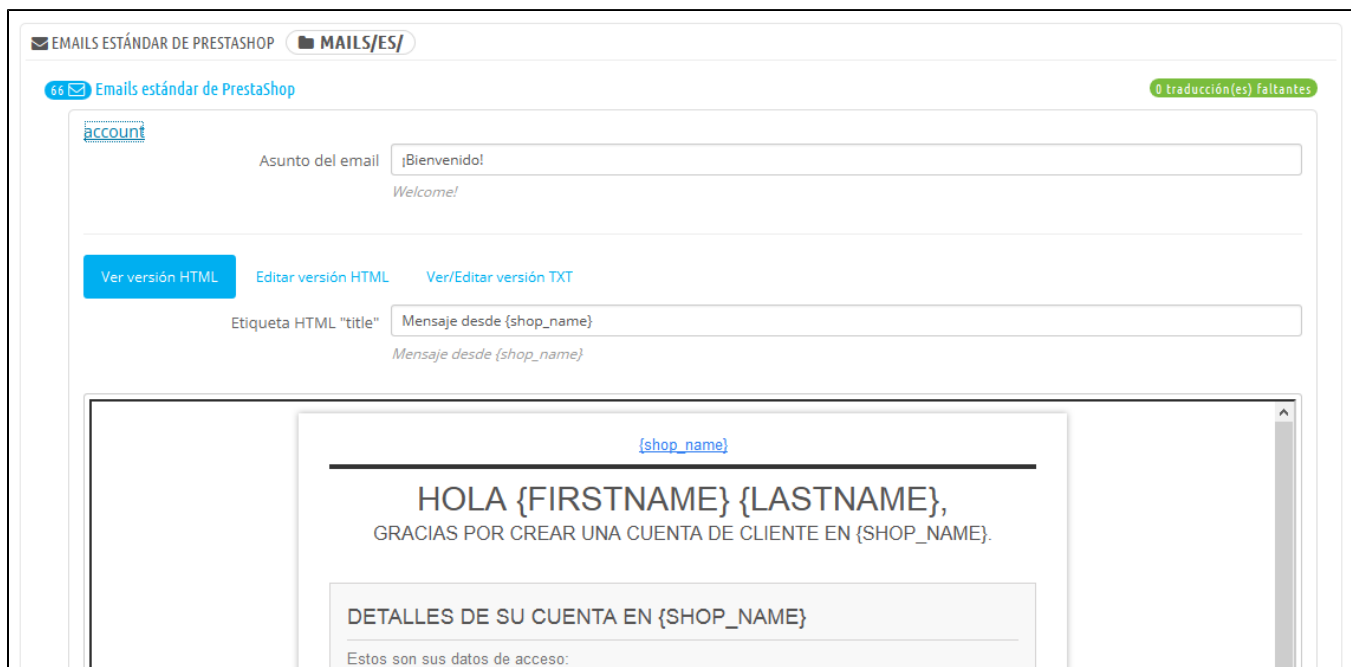 EMAILS ESTÁNDAR DE PRESTASHOP MAILS/ES/
66 Emails estándar de PrestaShop 0 traducción(es) faltantes
account
Asunto del email ¡Bienvenido!
Welcome!
Ver versión HTML Editar versión HTML Ver/Editar versión TXT
Etiqueta HTML "title" Mensaje desde {shop_name}
Mensaje desde {shop_name}
{shop_name}
HOLA {FIRSTNAME} {LASTNAME},
GRACIAS POR CREAR UNA CUENTA DE CLIENTE EN {SHOP_NAME}.
DETALLES DE SU CUENTA EN {SHOP_NAME}
Estos son sus datos de acceso: